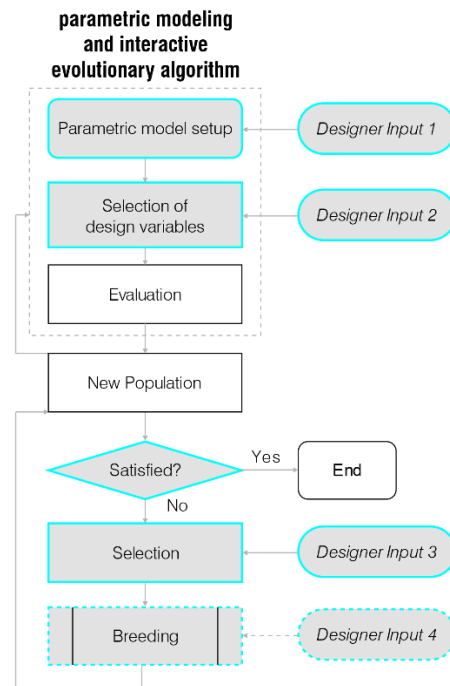 parametric modeling
and interactive
evolutionary algorithm
Parametric model setup
Designer Input 1
Selection of
design variables
Designer Input 2
Evaluation
New Population
Satisfied?
Yes
End
No
Selection
Designer Input 3
Breeding
Designer Input 4